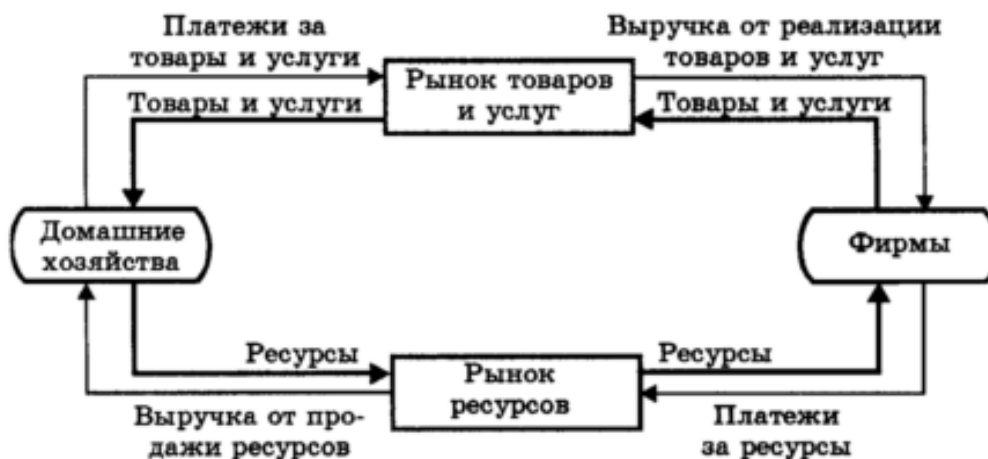 Платежи за
товары и услуги
Выручка от реализации
товаров и услуг
Рынок товаров
и услуг
Товары и услуги
Товары и услуги
Домашние
хозяйства
Фирмы
Ресурсы
Рынок
ресурсов
Ресурсы
Выручка от про-
дажи ресурсов
Платежи
за ресурсы